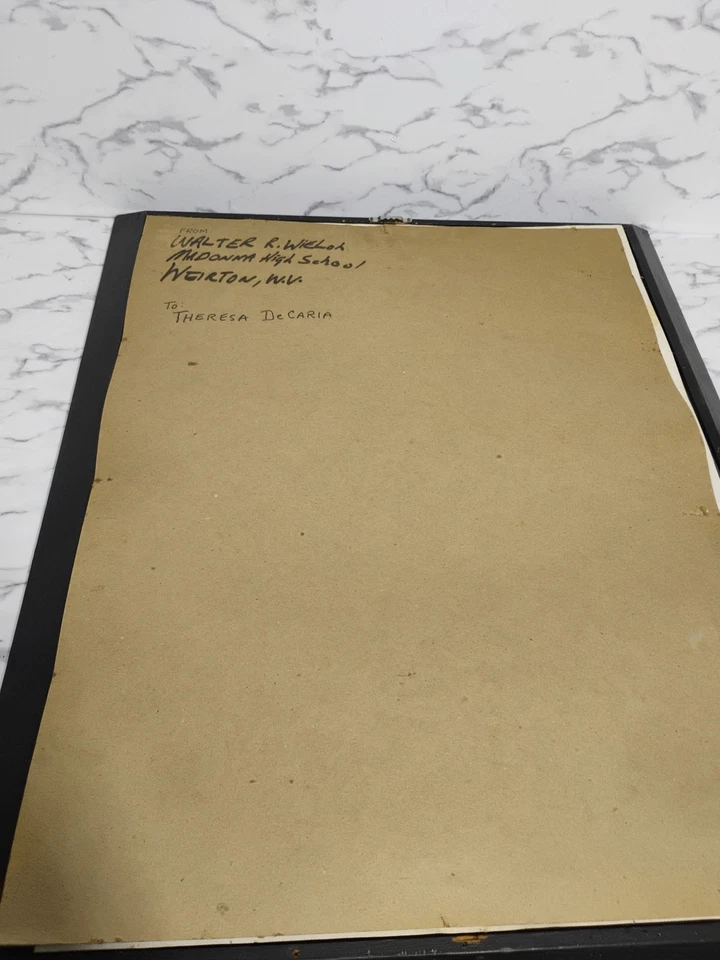 FROM
WALTER R. WIELOH
MADONNA High School
WEIRTON, W.V.
To:
THERESA DeCARIA